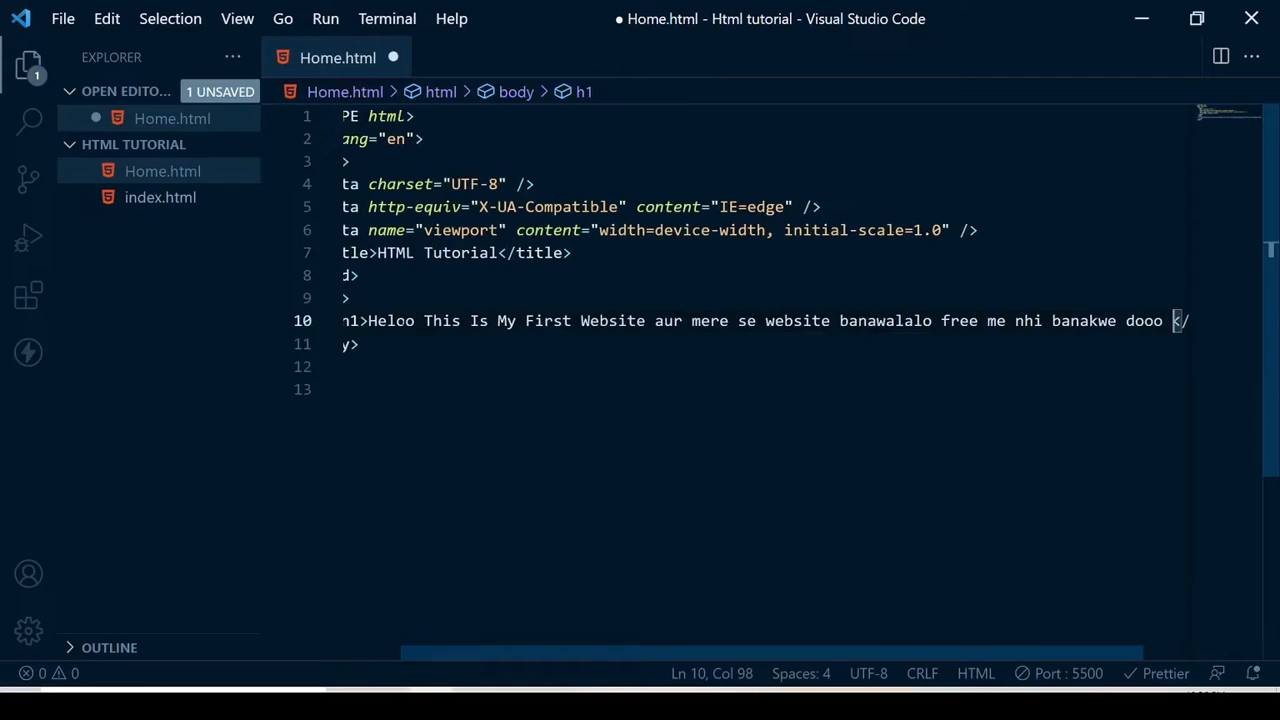 File Edit Selection View Go Run Terminal Help
● Home.html - Html tutorial - Visual Studio Code
EXPLORER
Home.html
1
OPEN EDITO... 1 UNSAVED
Home.html > html > body > h1
Home.html
HTML TUTORIAL
Home.html
index.html
1 PE html>
2 ang="en">
3 >
4 ta charset="UTF-8" />
5 ta http-equiv="X-UA-Compatible" content="IE=edge" />
6 ta name="viewport" content="width=device-width, initial-scale=1.0" />
7 tle>HTML Tutorial</title>
8 d>
9 >
10 h1>Heloo This Is My First Website aur mere se website banawalalo free me nhi banakwe dooo </
11 y>
12
13
OUTLINE
0 0 Ln 10, Col 98 Spaces: 4 UTF-8 CRLF HTML Port : 5500 Prettier